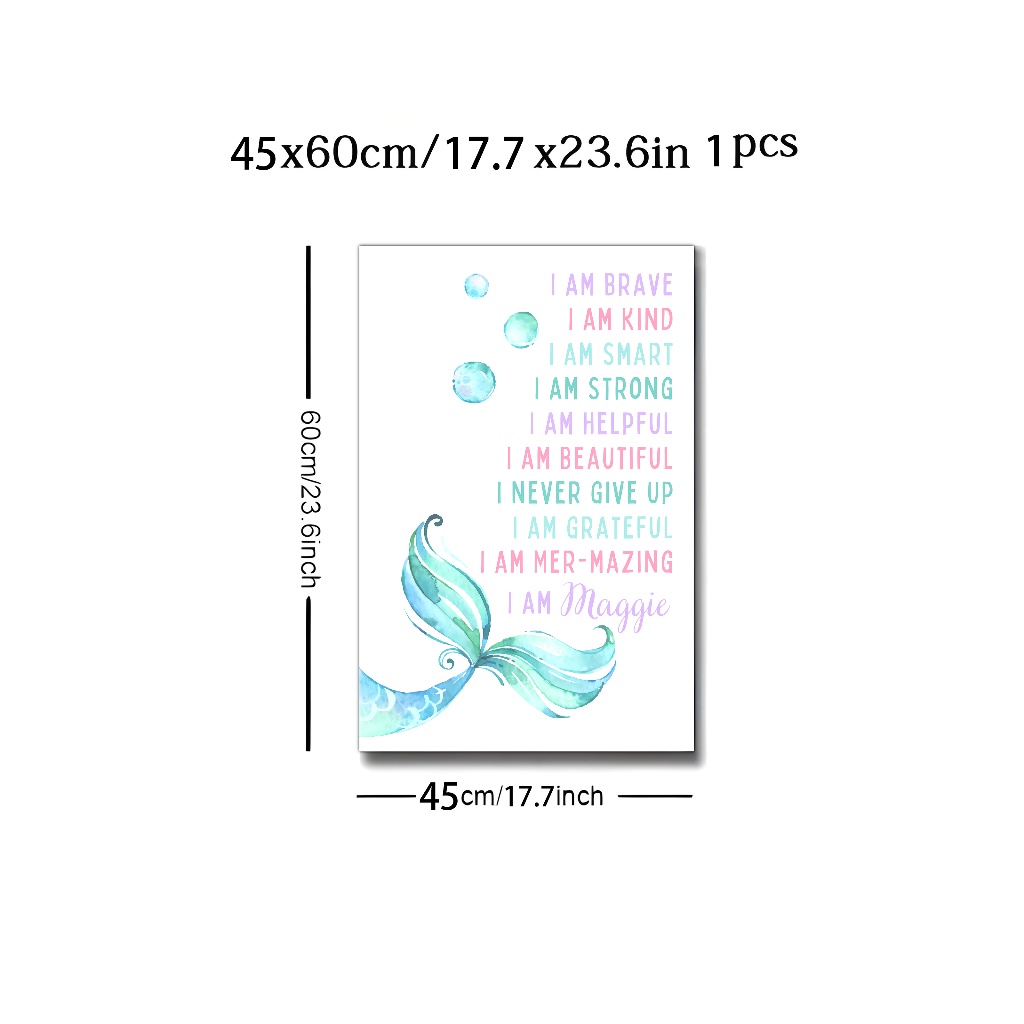 45x60cm/17.7 x23.6in 1pcs
I AM BRAVE
I AM KIND
I AM SMART
I AM STRONG
I AM HELPFUL
I AM BEAUTIFUL
I NEVER GIVE UP
I AM GRATEFUL
I AM MER-MAZING
I AM Maggie
60cm/23.6inch
45cm/17.7inch